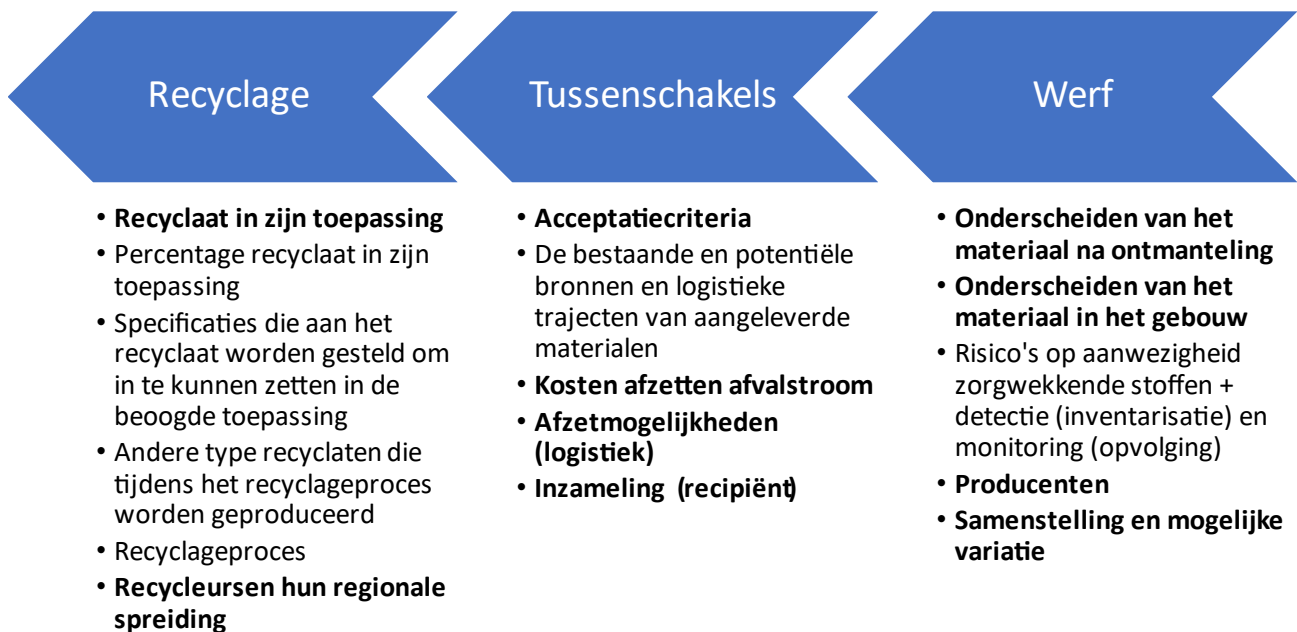 Recyclage
• Recyclaat in zijn toepassing
• Percentage recyclaat in zijn
toepassing
• Specificaties die aan het
recyclaat worden gesteld om
in te kunnen zetten in de
beoogde toepassing
• Andere type recyclaten die
tijdens het recyclageproces
worden geproduceerd
• Recyclageproces
• Recycleursen hun regionale
spreiding
Tussenschakels
• Acceptatiecriteria
• De bestaande en potentiële
bronnen en logistieke
trajecten van aangeleverde
materialen
• Kosten afzetten afvalstroom
• Afzetmogelijkheden
(logistiek)
• Inzameling (recipiënt)
Werf
• Onderscheiden van het
materiaal na ontmanteling
• Onderscheiden van het
materiaal in het gebouw
• Risico's op aanwezigheid
zorgwekkende stoffen +
detectie (inventarisatie) en
monitoring (opvolging)
• Producenten
• Samenstelling en mogelijke
variatie